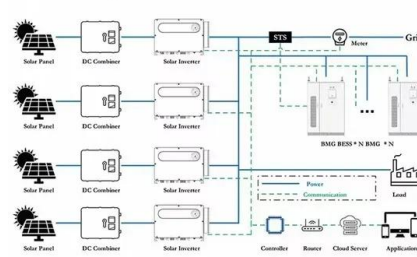 STS
Meter
Gri
Solar Panel
DC Combiner
Solar Inverter
Solar Panel
DC Combiner
Solar Inverter
BMG BESS * N BMG * N
Solar Panel
DC Combiner
Solar Inverter
Power
Communication
Load
Solar Panel
DC Combiner
Solar Inverter
Controller
Router
Cloud Server
Application